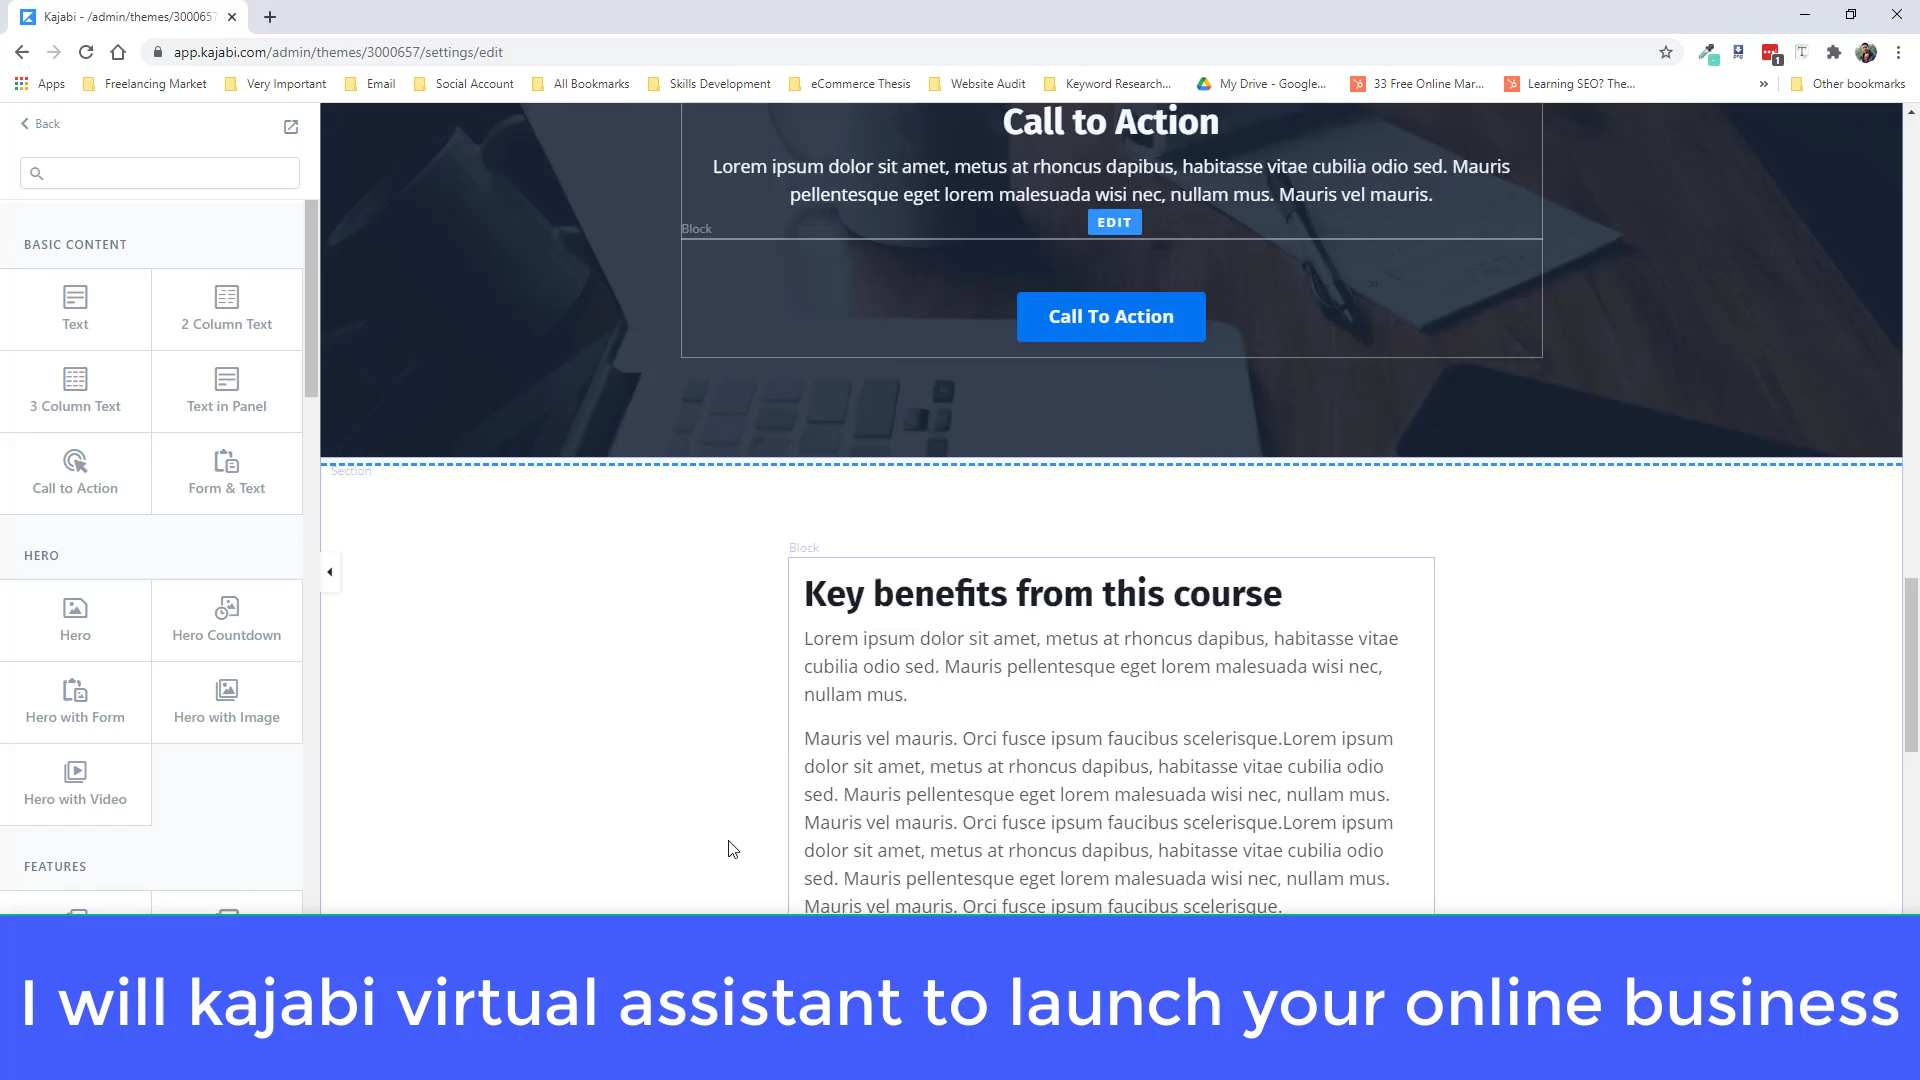 Kajabi - /admin/themes/3000657
app.kajabi.com/admin/themes/3000657/settings/edit
1
Apps
Freelancing Market
Very Important
Email
Social Account
All Bookmarks
Skills Development
eCommerce Thesis
Website Audit
Keyword Research...
My Drive - Google...
33 Free Online Mar...
Learning SEO? The...
»
Other bookmarks
Back
BASIC CONTENT
Text
2 Column Text
3 Column Text
Text in Panel
Call to Action
Form & Text
HERO
Hero
Hero Countdown
Hero with Form
Hero with Image
Hero with Video
FEATURES
Call to Action
Lorem ipsum dolor sit amet, metus at rhoncus dapibus, habitasse vitae cubilia odio sed. Mauris
pellentesque eget lorem malesuada wisi nec, nullam mus. Mauris vel mauris.
EDIT
Block
Call To Action
Section
Block
Key benefits from this course
Lorem ipsum dolor sit amet, metus at rhoncus dapibus, habitasse vitae
cubilia odio sed. Mauris pellentesque eget lorem malesuada wisi nec,
nullam mus.
Mauris vel mauris. Orci fusce ipsum faucibus scelerisque.Lorem ipsum
dolor sit amet, metus at rhoncus dapibus, habitasse vitae cubilia odio
sed. Mauris pellentesque eget lorem malesuada wisi nec, nullam mus.
Mauris vel mauris. Orci fusce ipsum faucibus scelerisque.Lorem ipsum
dolor sit amet, metus at rhoncus dapibus, habitasse vitae cubilia odio
sed. Mauris pellentesque eget lorem malesuada wisi nec, nullam mus.
Mauris vel mauris. Orci fusce ipsum faucibus scelerisque.
I will kajabi virtual assistant to launch your online business